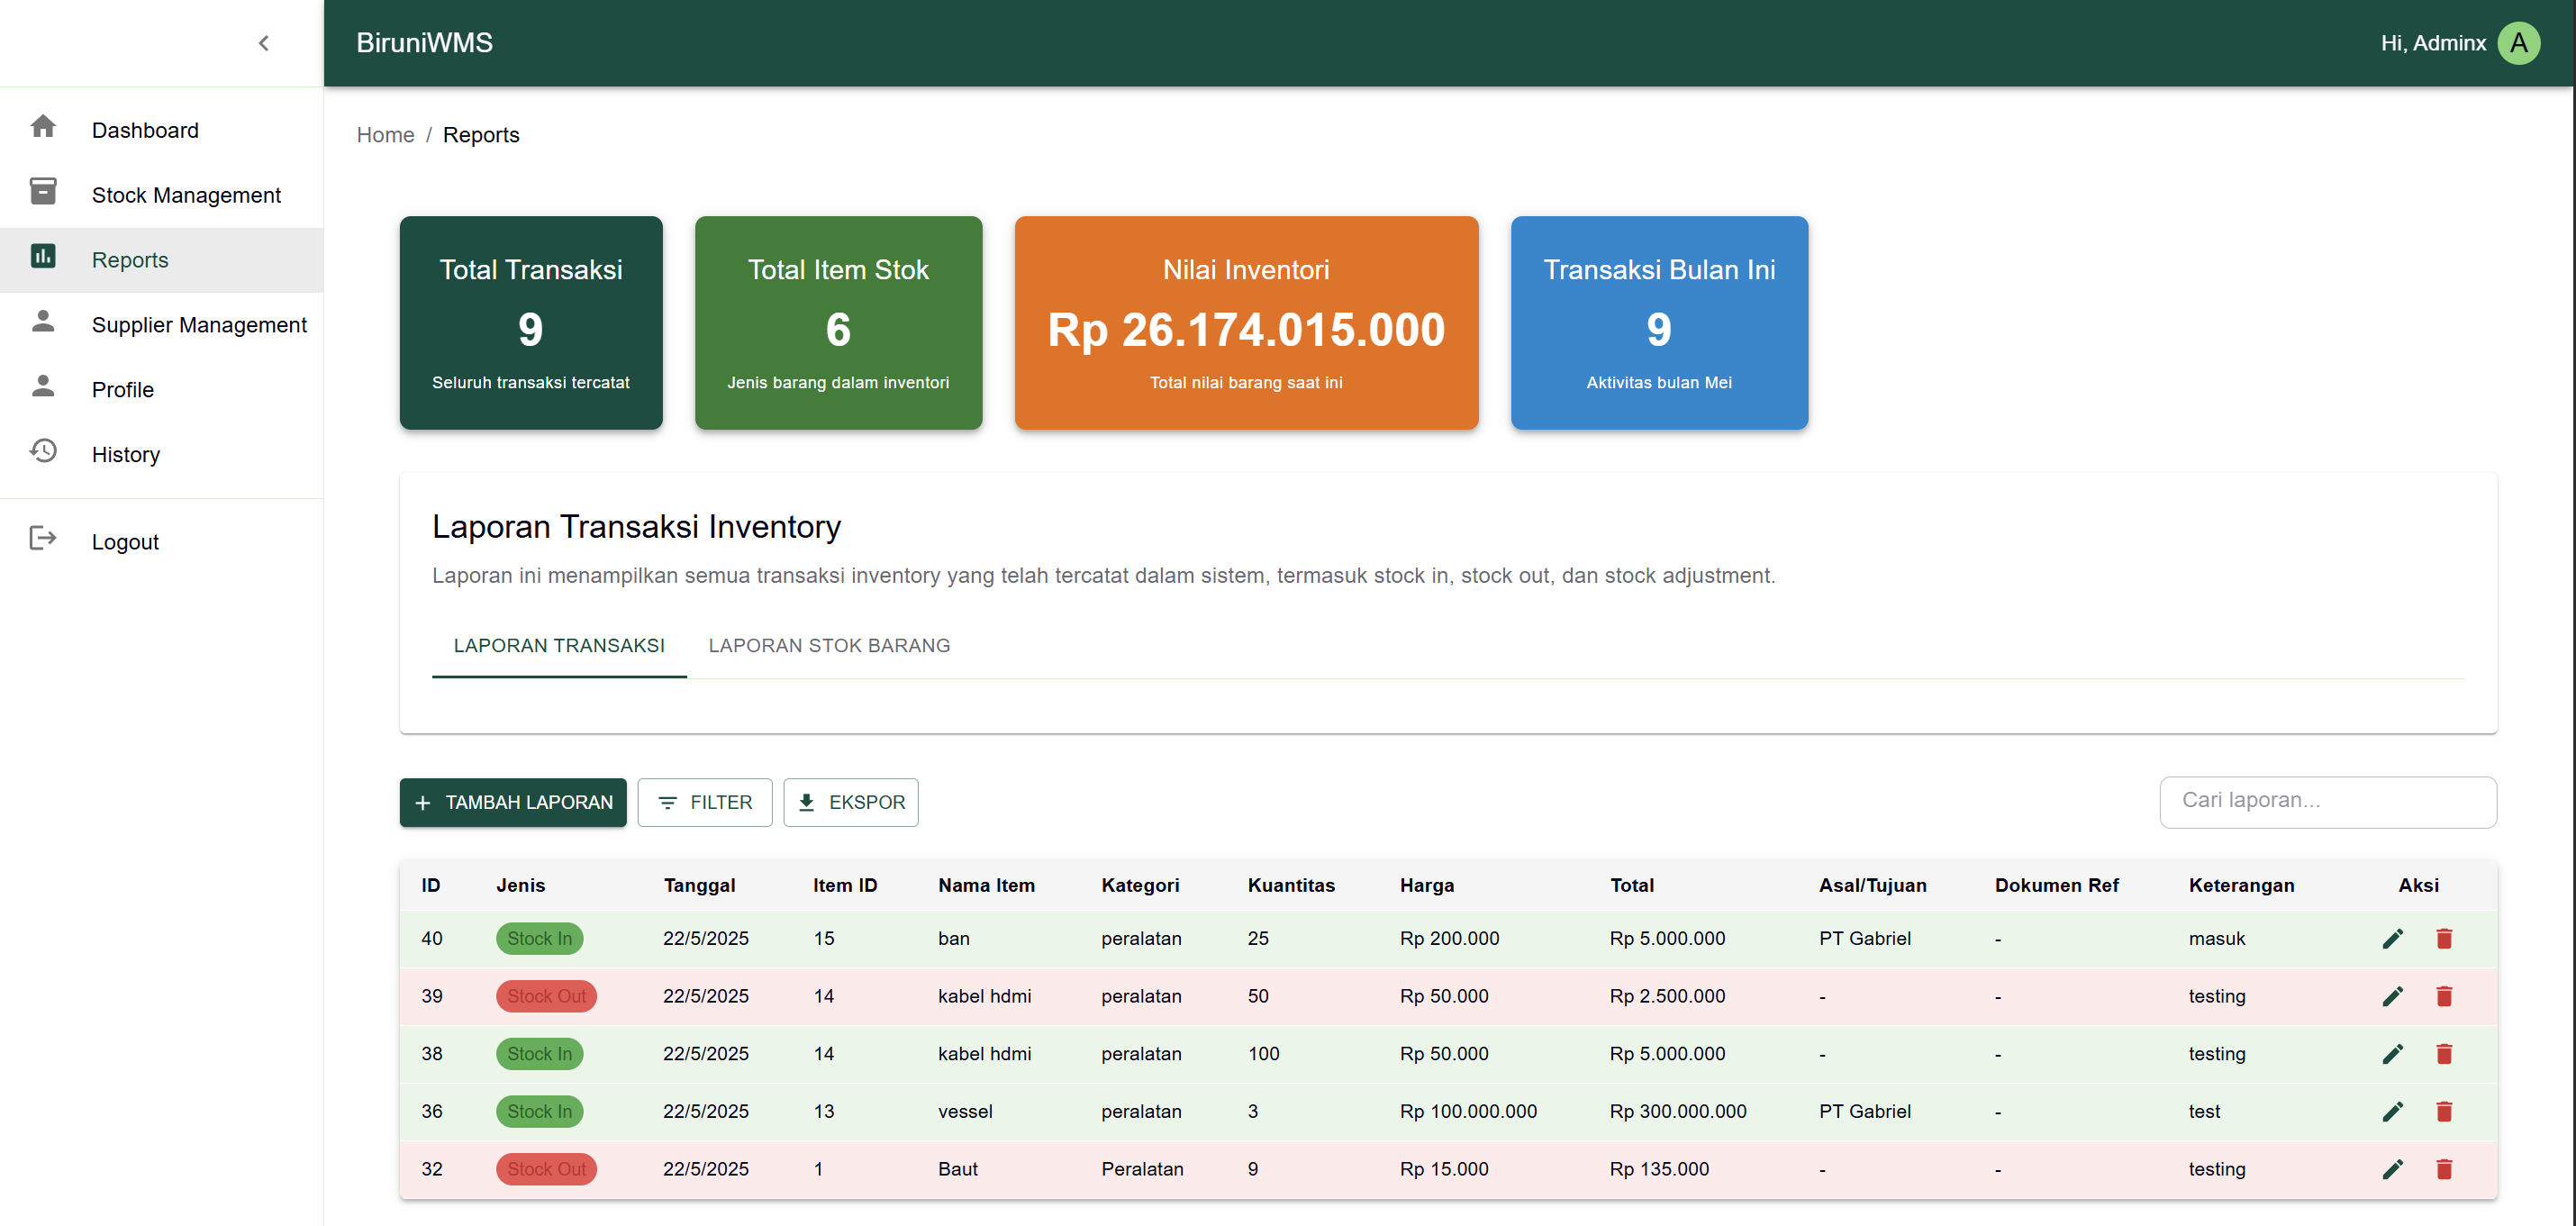 BiruniWMS
Hi, Adminx A
Dashboard
Stock Management
Reports
Supplier Management
Profile
History
Logout
Home / Reports
Total Transaksi
9
Seluruh transaksi tercatat
Total Item Stok
6
Jenis barang dalam inventori
Nilai Inventori
Rp 26.174.015.000
Total nilai barang saat ini
Transaksi Bulan Ini
9
Aktivitas bulan Mei
Laporan Transaksi Inventory
Laporan ini menampilkan semua transaksi inventory yang telah tercatat dalam sistem, termasuk stock in, stock out, dan stock adjustment.
LAPORAN TRANSAKSI LAPORAN STOK BARANG
+ TAMBAH LAPORAN FILTER EKSPOR Cari laporan...
ID Jenis Tanggal Item ID Nama Item Kategori Kuantitas Harga Total Asal/Tujuan Dokumen Ref Keterangan Aksi
40 Stock In 22/5/2025 15 ban peralatan 25 Rp 200.000 Rp 5.000.000 PT Gabriel - masuk
39 Stock Out 22/5/2025 14 kabel hdmi peralatan 50 Rp 50.000 Rp 2.500.000 - - testing
38 Stock In 22/5/2025 14 kabel hdmi peralatan 100 Rp 50.000 Rp 5.000.000 - - testing
36 Stock In 22/5/2025 13 vessel peralatan 3 Rp 100.000.000 Rp 300.000.000 PT Gabriel - test
32 Stock Out 22/5/2025 1 Baut Peralatan 9 Rp 15.000 Rp 135.000 - - testing